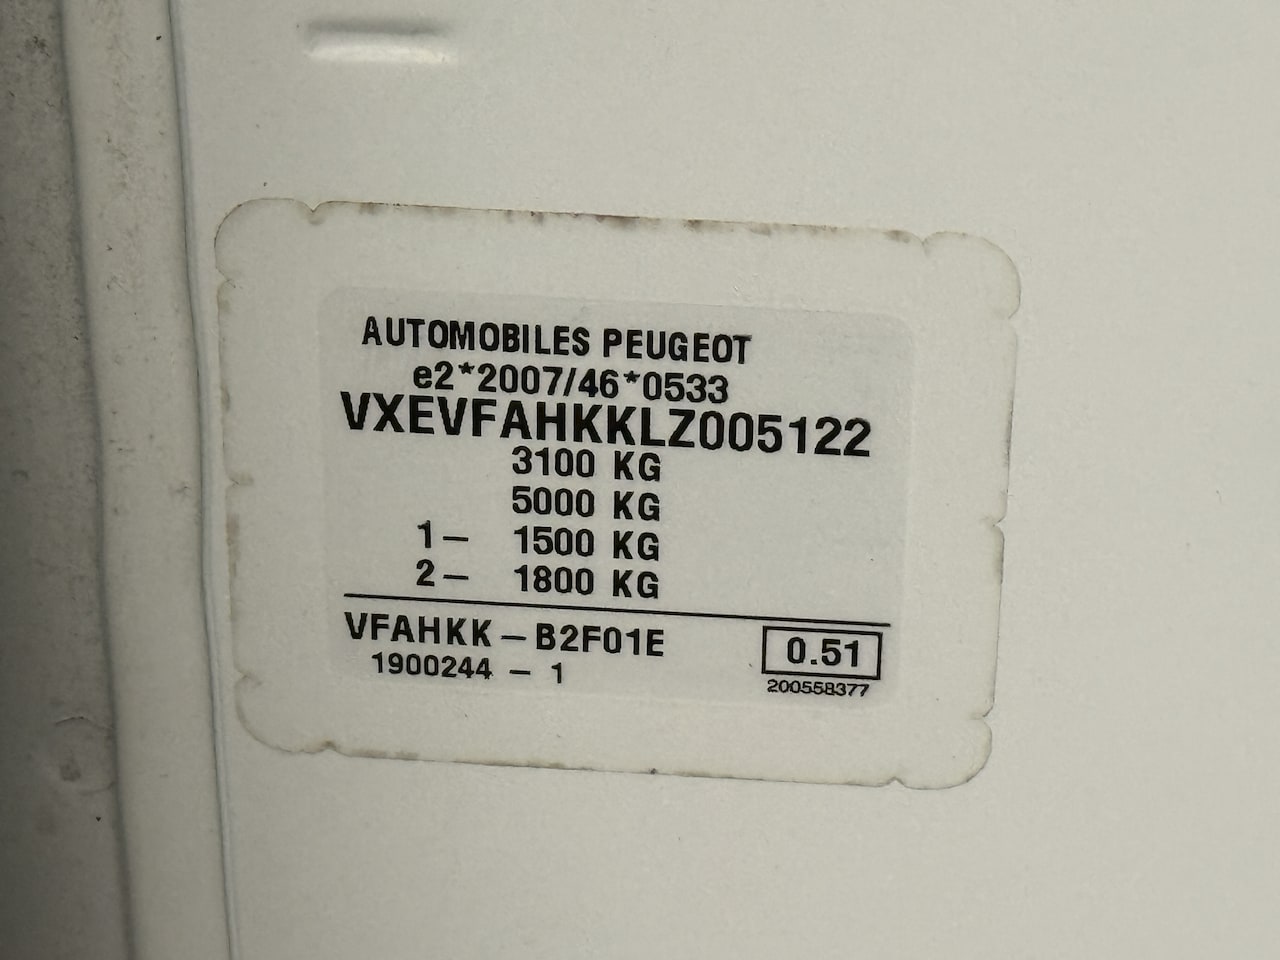 AUTOMOBILES PEUGEOT
e2*2007/46*0533
VXEVFAHKKLZ005122
3100 KG
5000 KG
1- 1500 KG
2- 1800 KG
VFAHKK-B2F01E
0.51
1900244 - 1
200558377